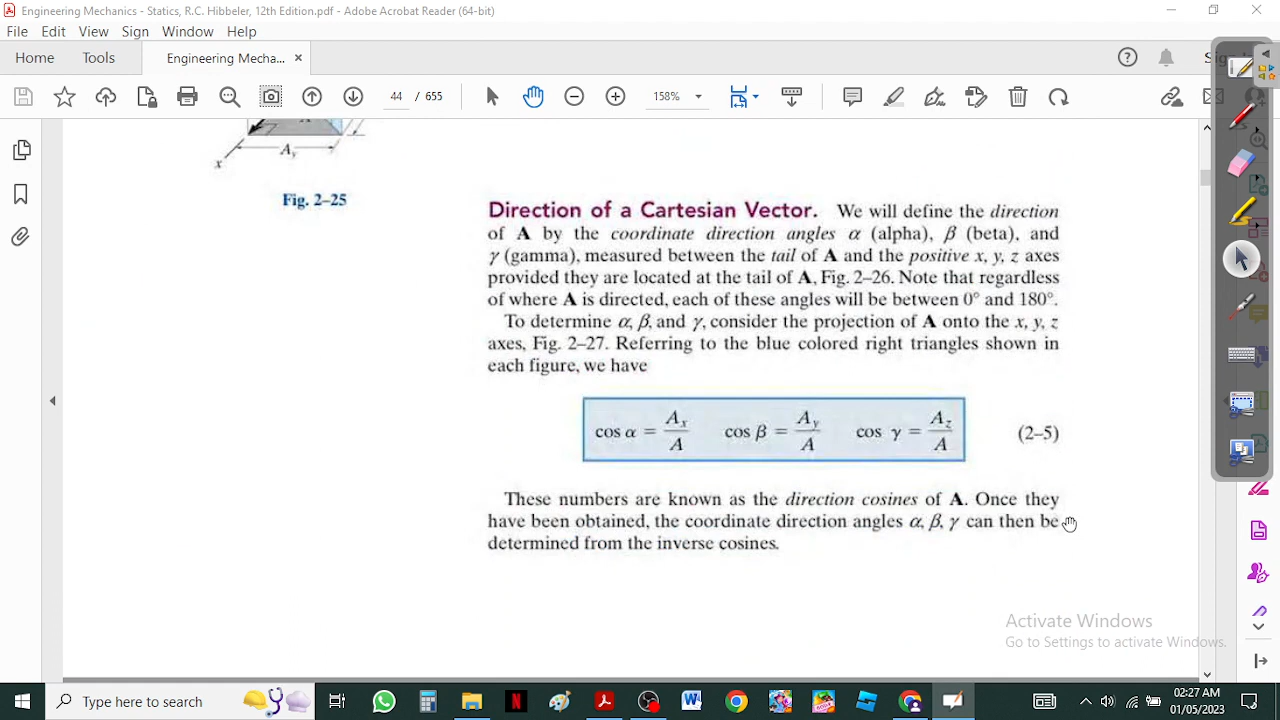 Engineering Mechanics - Statics, R.C. Hibbeler, 12th Edition.pdf - Adobe Acrobat Reader (64-bit)
File Edit View Sign Window Help
Home Tools Engineering Mecha... ×
44 / 655 158%
x
A_y
Fig. 2–25
Direction of a Cartesian Vector. We will define the direction
of A by the coordinate direction angles α (alpha), β (beta), and
γ (gamma), measured between the tail of A and the positive x, y, z axes
provided they are located at the tail of A, Fig. 2–26. Note that regardless
of where A is directed, each of these angles will be between 0° and 180°.
To determine α, β, and γ, consider the projection of A onto the x, y, z
axes, Fig. 2–27. Referring to the blue colored right triangles shown in
each figure, we have
cos α = A_x/A cos β = A_y/A cos γ = A_z/A (2–5)
These numbers are known as the direction cosines of A. Once they
have been obtained, the coordinate direction angles α, β, γ can then be
determined from the inverse cosines.
Activate Windows
Go to Settings to activate Windows.
Type here to search
02:27 AM
01/05/2023